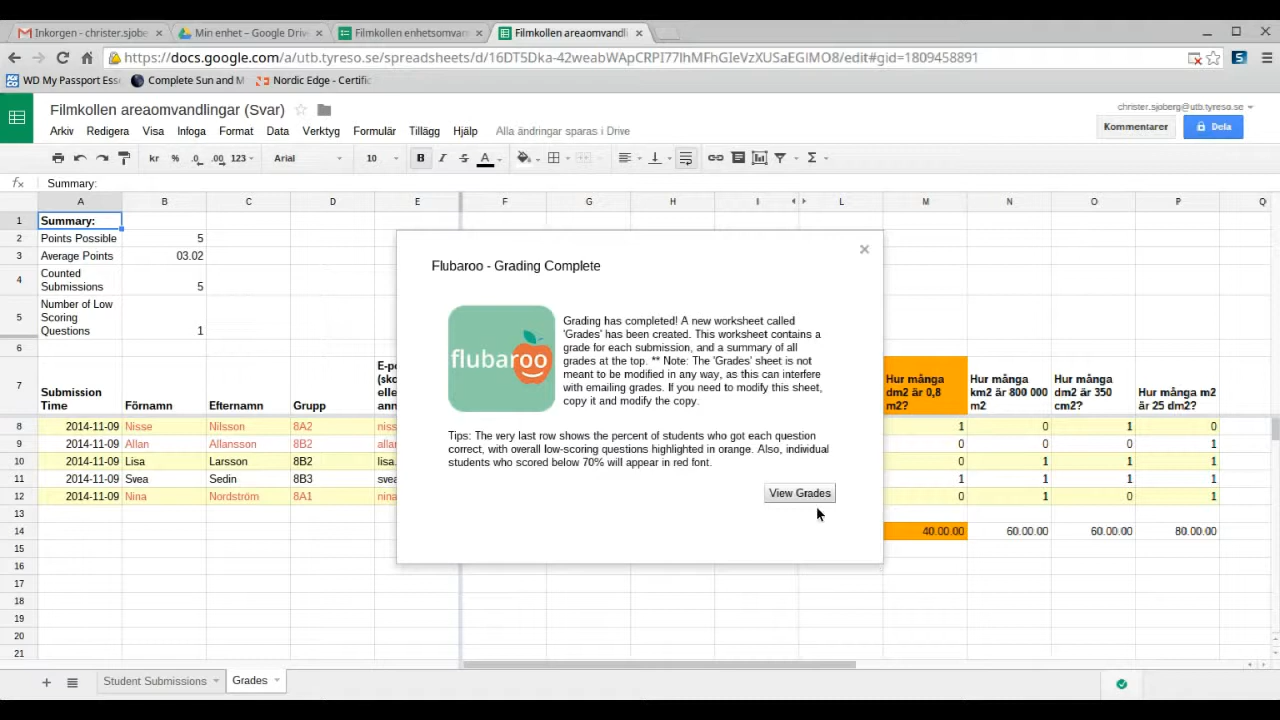 Inkorgen - christer.sjobe
Min enhet – Google Driv
Filmkollen enhetsomvan
Filmkollen areaomvandli
https://docs.google.com/a/utb.tyreso.se/spreadsheets/d/16DT5Dka-42weabWApCRPI77lhMFhGIeVzXUSaEGlMO8/edit#gid=1809458891
WD My Passport Esse
Complete Sun and M
Nordic Edge - Certific
Filmkollen areaomvandlingar (Svar)
christer.sjoberg@utb.tyreso.se
Arkiv Redigera Visa Infoga Format Data Verktyg Formulär Tillägg Hjälp Alla ändringar sparas i Drive
Kommentarer
Dela
kr % .0 .00 123 Arial 10 B I S A Σ
fx Summary:
A B C D E F G H I L M N O P Q
1 Summary:
2 Points Possible 5
3 Average Points 03.02
4 Counted Submissions 5
5 Number of Low Scoring Questions 1
6
7 Submission Time Förnamn Efternamn Grupp E-po (sko elle ann Hur många dm2 är 0,8 m2? Hur många km2 är 800 000 m2 Hur många dm2 är 350 cm2? Hur många m2 är 25 dm2?
8 2014-11-09 Nisse Nilsson 8A2 niss 1 0 1 0
9 2014-11-09 Allan Allansson 8B2 allar 0 0 0 1
10 2014-11-09 Lisa Larsson 8B2 lisa. 0 1 1 1
11 2014-11-09 Svea Sedin 8B3 svea 1 1 1 1
12 2014-11-09 Nina Nordström 8A1 nina 0 1 0 1
13
14 40.00.00 60.00.00 60.00.00 80.00.00
15
16
17
18
19
20
21
Flubaroo - Grading Complete
flubaroo
Grading has completed! A new worksheet called
'Grades' has been created. This worksheet contains a
grade for each submission, and a summary of all
grades at the top. ** Note: The 'Grades' sheet is not
meant to be modified in any way, as this can interfere
with emailing grades. If you need to modify this sheet,
copy it and modify the copy.
Tips: The very last row shows the percent of students who got each question
correct, with overall low-scoring questions highlighted in orange. Also, individual
students who scored below 70% will appear in red font.
View Grades
Student Submissions
Grades